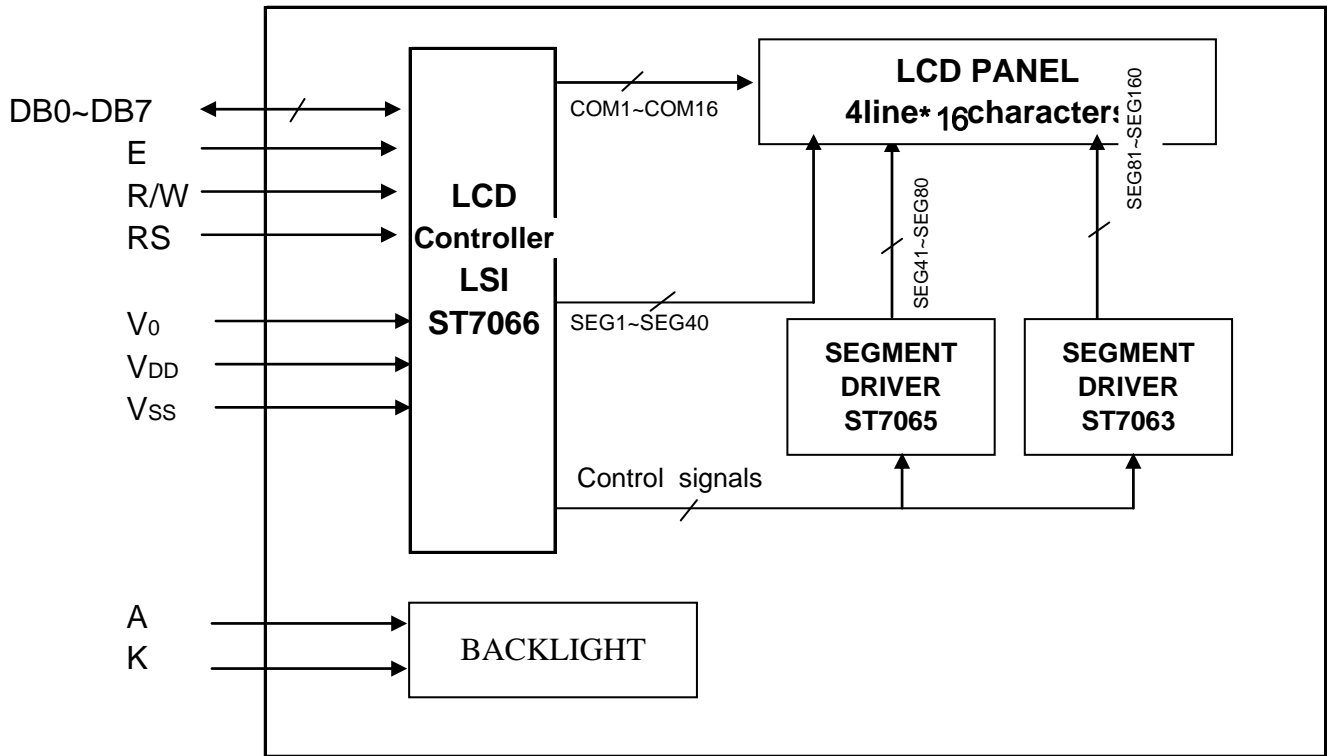 DB0~DB7
E
R/W
RS
V0
VDD
VSS
A
K
LCD
Controller
LSI
ST7066
COM1~COM16
SEG1~SEG40
Control signals
LCD PANEL
4line* 16characters
SEG41~SEG80
SEG81~SEG160
SEGMENT
DRIVER
ST7065
SEGMENT
DRIVER
ST7063
BACKLIGHT